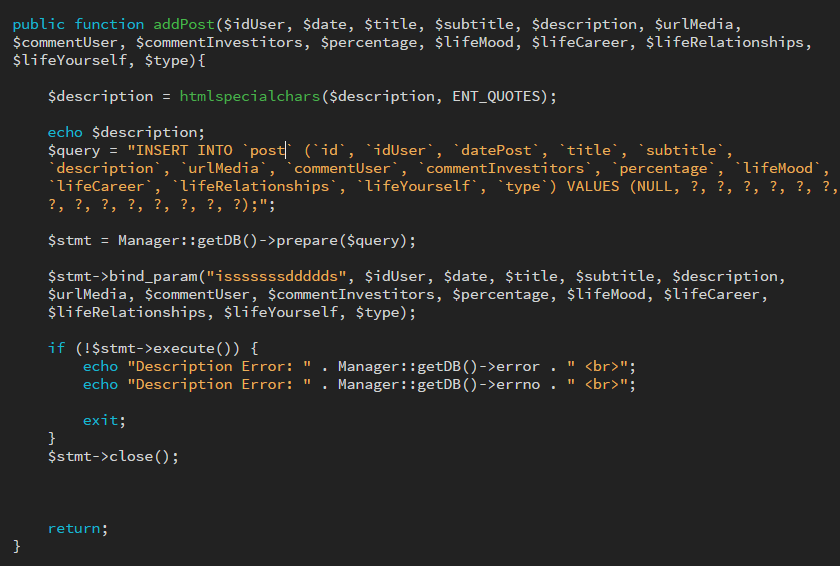 public function addPost($idUser, $date, $title, $subtitle, $description, $urlMedia,
$commentUser, $commentInvestitors, $percentage, $lifeMood, $lifeCareer, $lifeRelationships,
$lifeYourself, $type){
$description = htmlspecialchars($description, ENT_QUOTES);
echo $description;
$query = "INSERT INTO `post` (`id`, `idUser`, `datePost`, `title`, `subtitle`,
`description`, `urlMedia`, `commentUser`, `commentInvestitors`, `percentage`, `lifeMood`,
`lifeCareer`, `lifeRelationships`, `lifeYourself`, `type`) VALUES (NULL, ?, ?, ?, ?, ?, ?,
?, ?, ?, ?, ?, ?, ?, ?);";
$stmt = Manager::getDB()->prepare($query);
$stmt->bind_param("isssssssddddds", $idUser, $date, $title, $subtitle, $description,
$urlMedia, $commentUser, $commentInvestitors, $percentage, $lifeMood, $lifeCareer,
$lifeRelationships, $lifeYourself, $type);
if (!$stmt->execute()) {
echo "Description Error: " . Manager::getDB()->error . " <br>";
echo "Description Error: " . Manager::getDB()->errno . " <br>";
exit;
}
$stmt->close();
return;
}